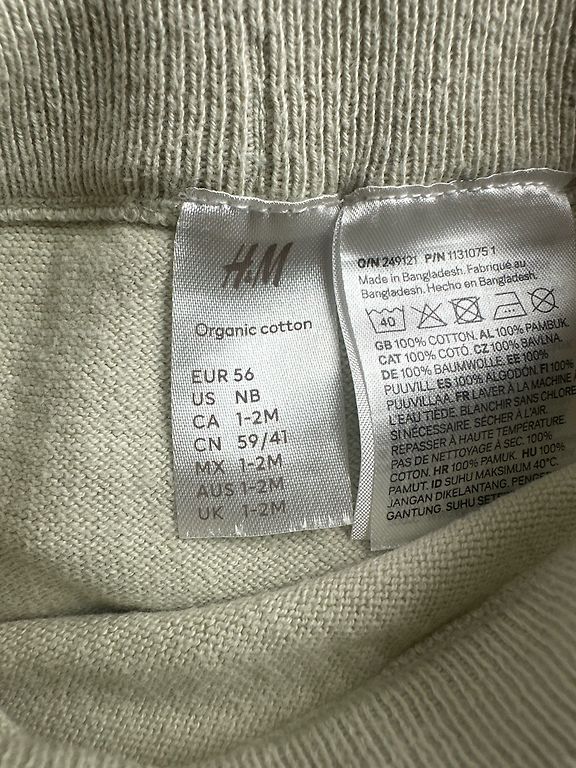 H&M
Organic cotton
EUR 56
US NB
CA 1-2M
CN 59/41
MX 1-2M
AUS 1-2M
UK 1-2M
O/N 249121 P/N 1131075 1
Made in Bangladesh. Fabriqué au
Bangladesh. Hecho en Bangladesh.
40
GB 100% COTTON. AL 100% PAMBUK.
CAT 100% COTÓ. CZ 100% BAVLNA.
DE 100% BAUMWOLLE. EE 100%
PUUVILL. ES 100% ALGODÓN. FI 100%
PUUVILLAA. FR LAVER À LA MACHINE À
L'EAU TIÈDE. BLANCHIR SANS CHLORE
SI NÉCESSAIRE. SÉCHER À L'AIR.
REPASSER À HAUTE TEMPÉRATURE.
PAS DE NETTOYAGE À SEC. 100%
COTON. HR 100% PAMUK. HU 100%
PAMUT. ID SUHU MAKSIMUM 40°C.
JANGAN DIKELANTANG.
GANTUNG. SUHU